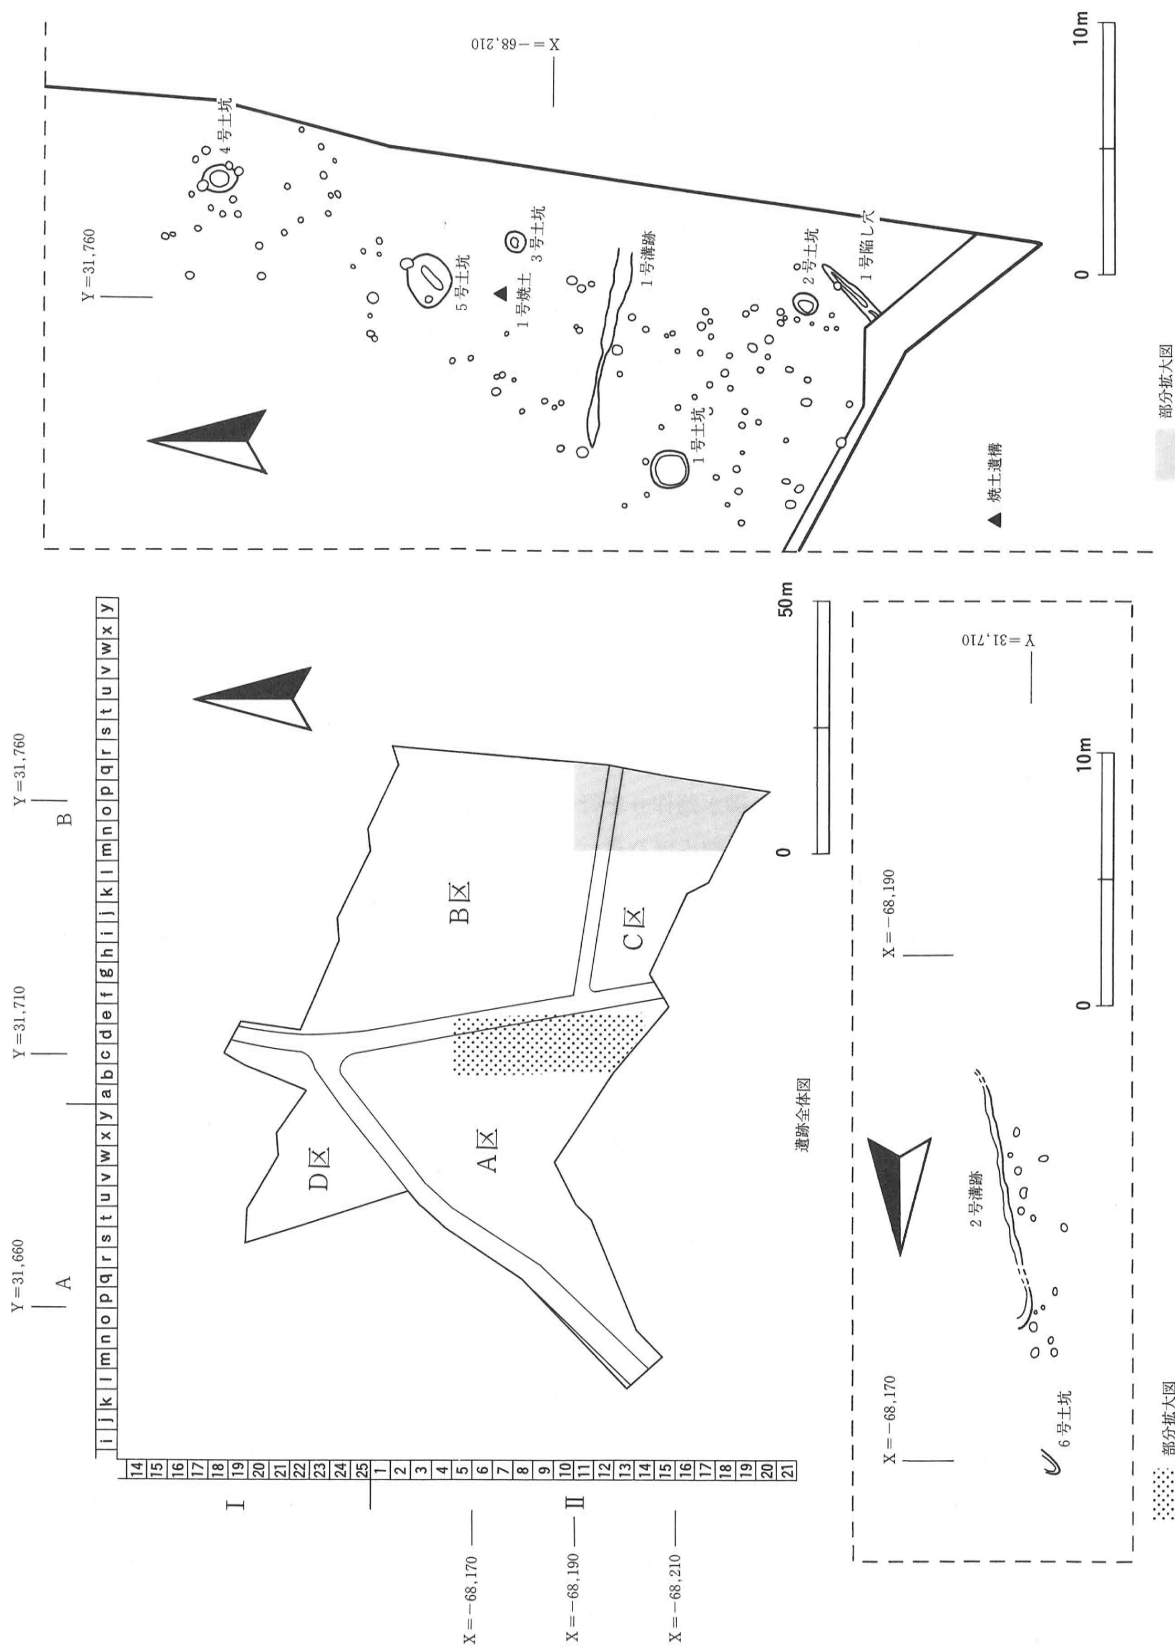 X=-68,210
Y=31,760
4号土坑
3号土坑
5号土坑
1号焼土
1号溝跡
2号土坑
1号陥し穴
1号土坑
▲ 焼土遺構
0 10m
部分拡大図
Y=31,660
Y=31,710
Y=31,760
A
B
i j k l m n o p q r s t u v w x y a b c d e f g h i j k l m n o p q r s t u v w x y
I
14
15
16
17
18
19
20
21
22
23
24
25
II
1
2
3
4
5
6
7
8
9
10
11
12
13
15
16
17
18
19
20
21
X=-68,170
X=-68,190
X=-68,210
D区
A区
B区
C区
0 50m
遺跡全体図
X=-68,170
X=-68,190
Y=31,710
2号溝跡
6号土坑
0 10m
部分拡大図